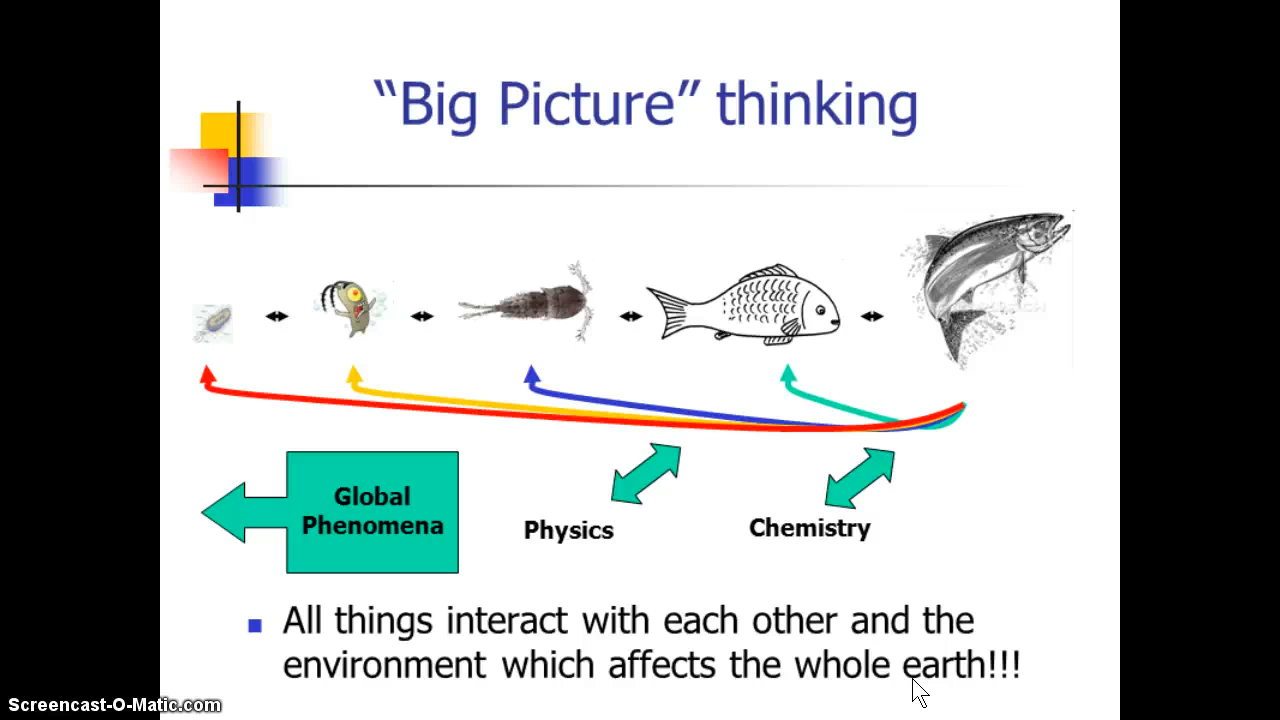 “Big Picture” thinking
Global
Phenomena
Physics
Chemistry
All things interact with each other and the
environment which affects the whole earth!!!
Screencast-O-Matic.com